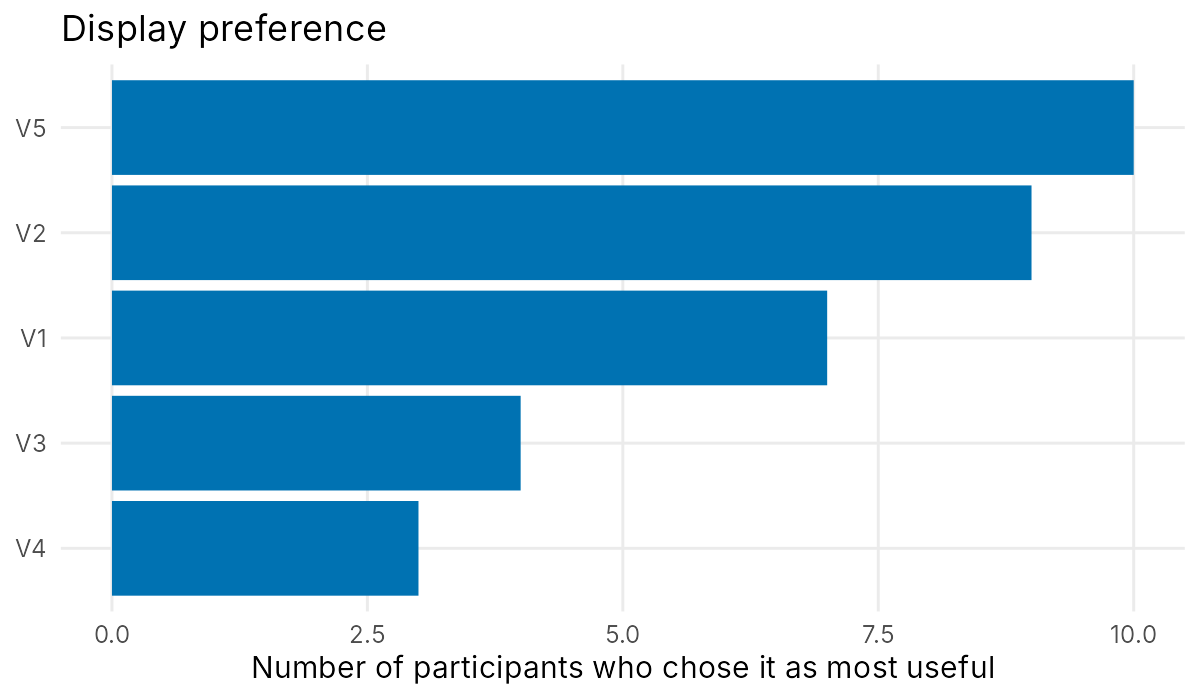 Display preference
V5
V2
V1
V3
V4
0.0 2.5 5.0 7.5 10.0
Number of participants who chose it as most useful